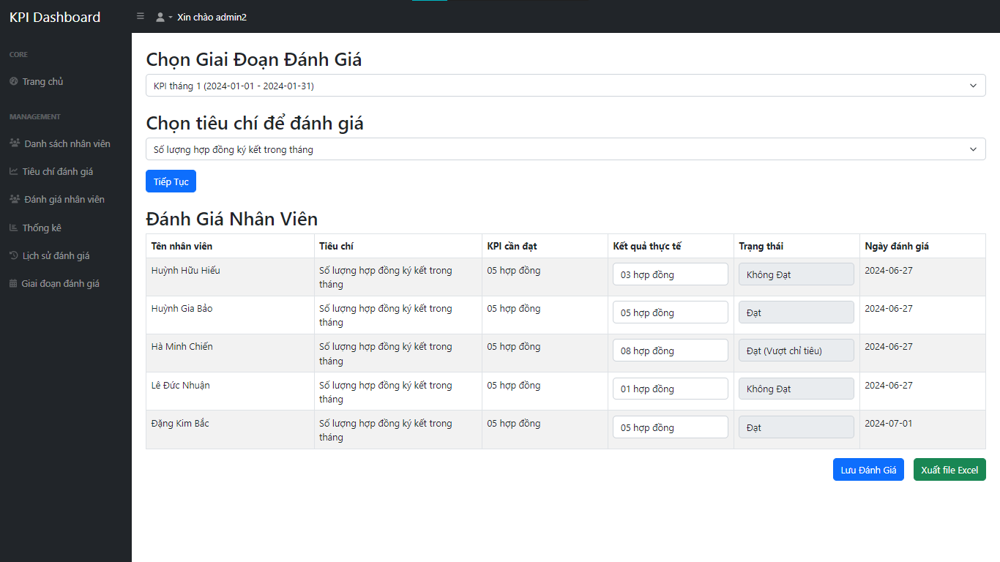 KPI Dashboard
Xin chào admin2
CORE
Trang chủ
MANAGEMENT
Danh sách nhân viên
Tiêu chí đánh giá
Đánh giá nhân viên
Thống kê
Lịch sử đánh giá
Giai đoạn đánh giá
Chọn Giai Đoạn Đánh Giá
KPI tháng 1 (2024-01-01 - 2024-01-31)
Chọn tiêu chí để đánh giá
Số lượng hợp đồng ký kết trong tháng
Tiếp Tục
Đánh Giá Nhân Viên
Tên nhân viên Tiêu chí KPI cần đạt Kết quả thực tế Trạng thái Ngày đánh giá
Huỳnh Hữu Hiếu Số lượng hợp đồng ký kết trong 05 hợp đồng 03 hợp đồng Không Đạt 2024-06-27
tháng
Huỳnh Gia Bảo Số lượng hợp đồng ký kết trong 05 hợp đồng 05 hợp đồng Đạt 2024-06-27
tháng
Hà Minh Chiến Số lượng hợp đồng ký kết trong 05 hợp đồng 08 hợp đồng Đạt (Vượt chỉ tiêu) 2024-06-27
tháng
Lê Đức Nhuận Số lượng hợp đồng ký kết trong 05 hợp đồng 01 hợp đồng Không Đạt 2024-06-27
tháng
Đặng Kim Bắc Số lượng hợp đồng ký kết trong 05 hợp đồng 05 hợp đồng Đạt 2024-07-01
tháng
Lưu Đánh Giá Xuất file Excel